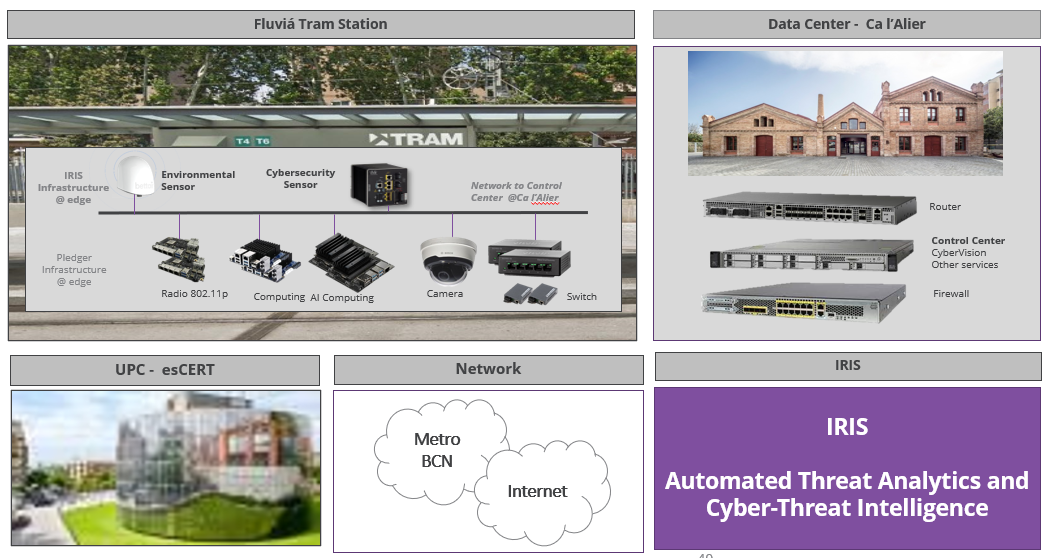 Fluviá Tram Station
Data Center - Ca l’Alier
T4 T6
TRAM
IRIS
Infrastructure
@ edge
Environmental
Sensor
Cybersecurity
Sensor
Network to Control
Center @Ca l’Alier
Pledger
Infrastructure
@ edge
Radio 802.11p
Computing
AI Computing
Camera
Switch
Router
Control Center
CyberVision
Other services
Firewall
UPC - esCERT
Network
IRIS
Metro
BCN
Internet
IRIS
Automated Threat Analytics and
Cyber-Threat Intelligence